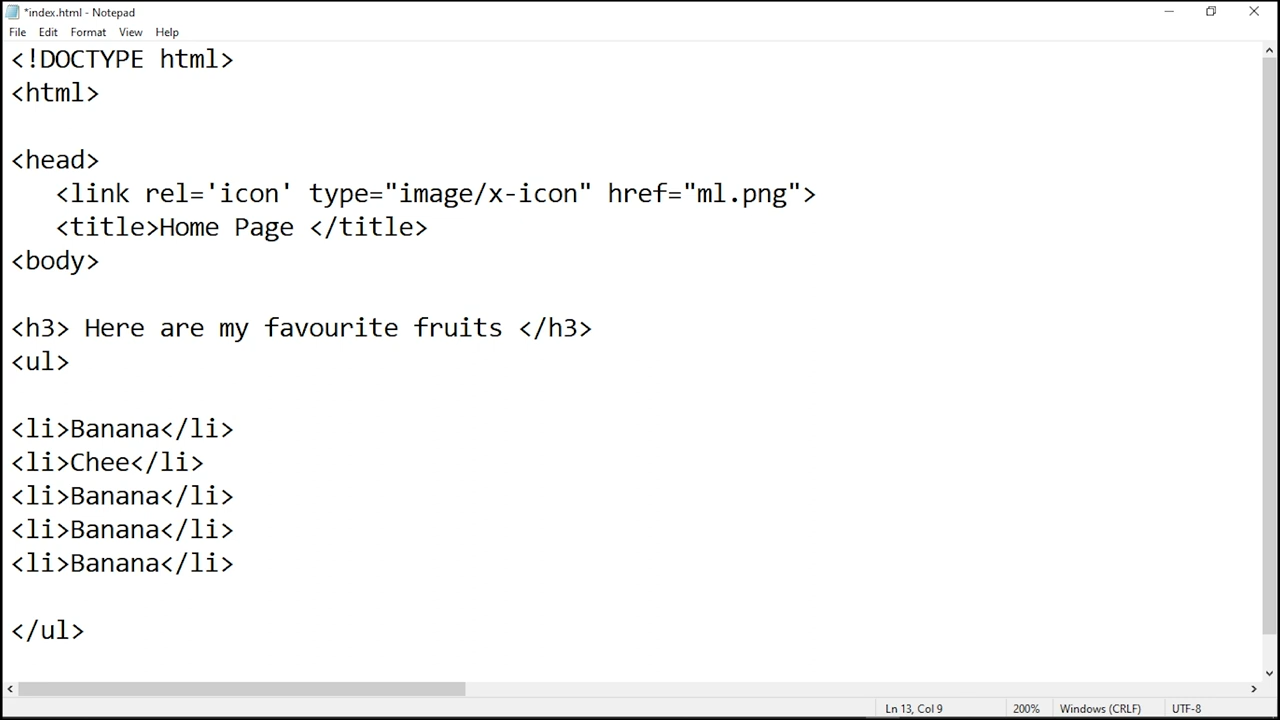 *index.html - Notepad
File Edit Format View Help
<!DOCTYPE html>
<html>
<head>
<link rel='icon' type="image/x-icon" href="ml.png">
<title>Home Page </title>
<body>
<h3> Here are my favourite fruits </h3>
<ul>
<li>Banana</li>
<li>Chee</li>
<li>Banana</li>
<li>Banana</li>
<li>Banana</li>
</ul>
Ln 13, Col 9 200% Windows (CRLF) UTF-8